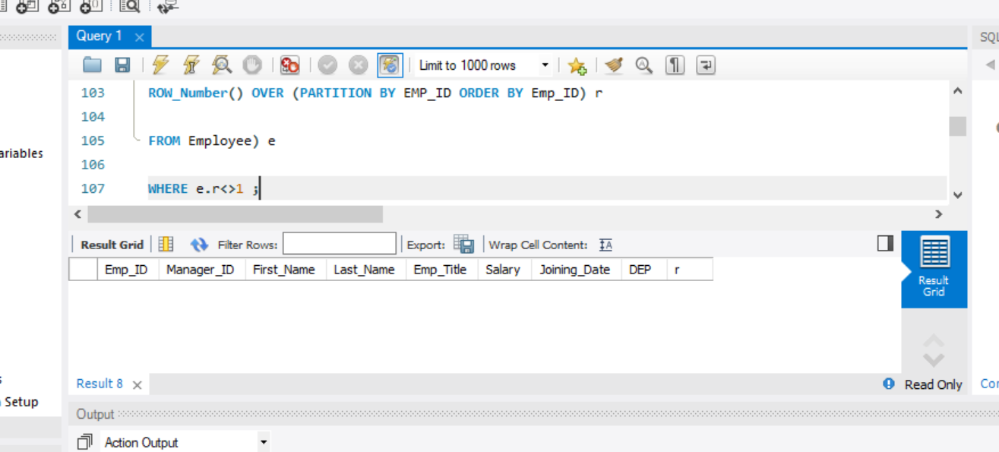 Query 1
SQL
Limit to 1000 rows
103 ROW_Number() OVER (PARTITION BY EMP_ID ORDER BY Emp_ID) r
104
105 FROM Employee) e
106
107 WHERE e.r<>1 ;
ariables
Result Grid Filter Rows: Export: Wrap Cell Content:
Emp_ID Manager_ID First_Name Last_Name Emp_Title Salary Joining_Date DEP r
Result
Grid
Result 8 Read Only
Setup
Output
Action Output